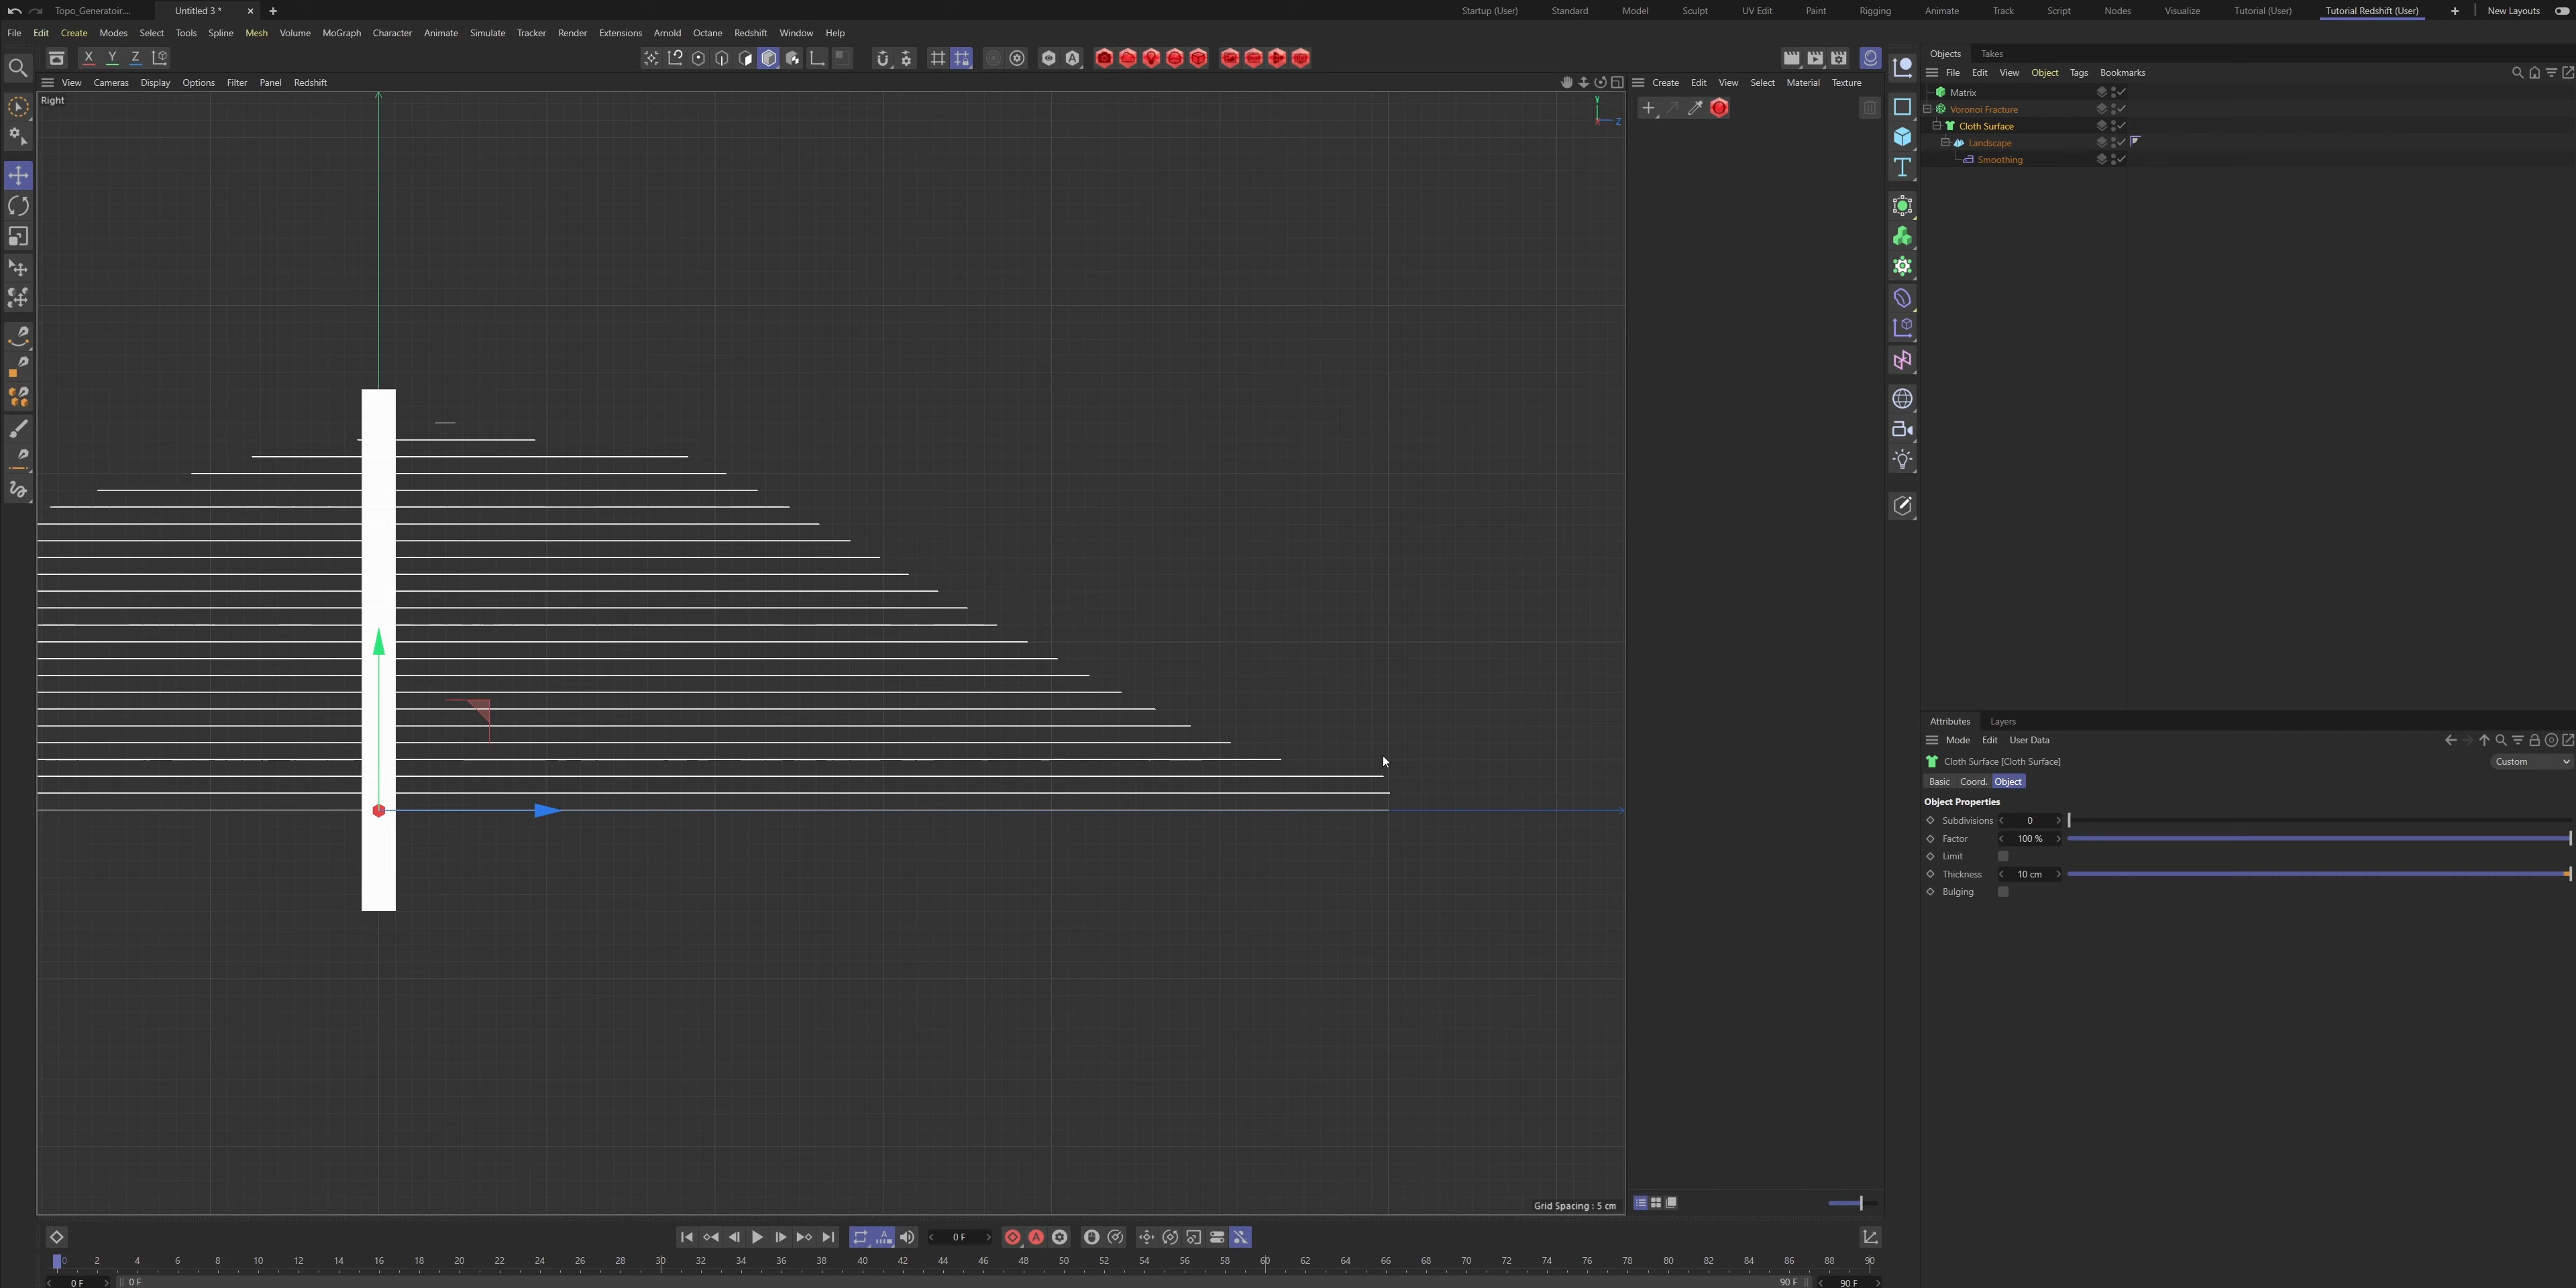 Topo_Generatoir....
Untitled 3 *
Startup (User)
Standard
Model
Sculpt
UV Edit
Paint
Rigging
Animate
Track
Script
Nodes
Visualize
Tutorial (User)
Tutorial Redshift (User)
New Layouts
File Edit Create Modes Select Tools Spline Mesh Volume MoGraph Character Animate Simulate Tracker Render Extensions Arnold Octane Redshift Window Help
X Y Z
View Cameras Display Options Filter Panel Redshift
Right
Y
Z
Grid Spacing : 5 cm
Create Edit View Select Material Texture
Objects Takes
File Edit View Object Tags Bookmarks
Matrix
Voronoi Fracture
Cloth Surface
Landscape
Smoothing
Attributes Layers
Mode Edit User Data
Cloth Surface [Cloth Surface]
Custom
Basic Coord. Object
Object Properties
Subdivisions 0
Factor 100 %
Limit
Thickness 10 cm
Bulging
0 F
0 2 4 6 8 10 12 14 16 18 20 22 24 26 28 30 32 34 36 38 40 42 44 46 48 50 52 54 56 58 60 62 64 66 68 70 72 74 76 78 80 82 84 86 88 90
0 F
0 F
90 F
90 F